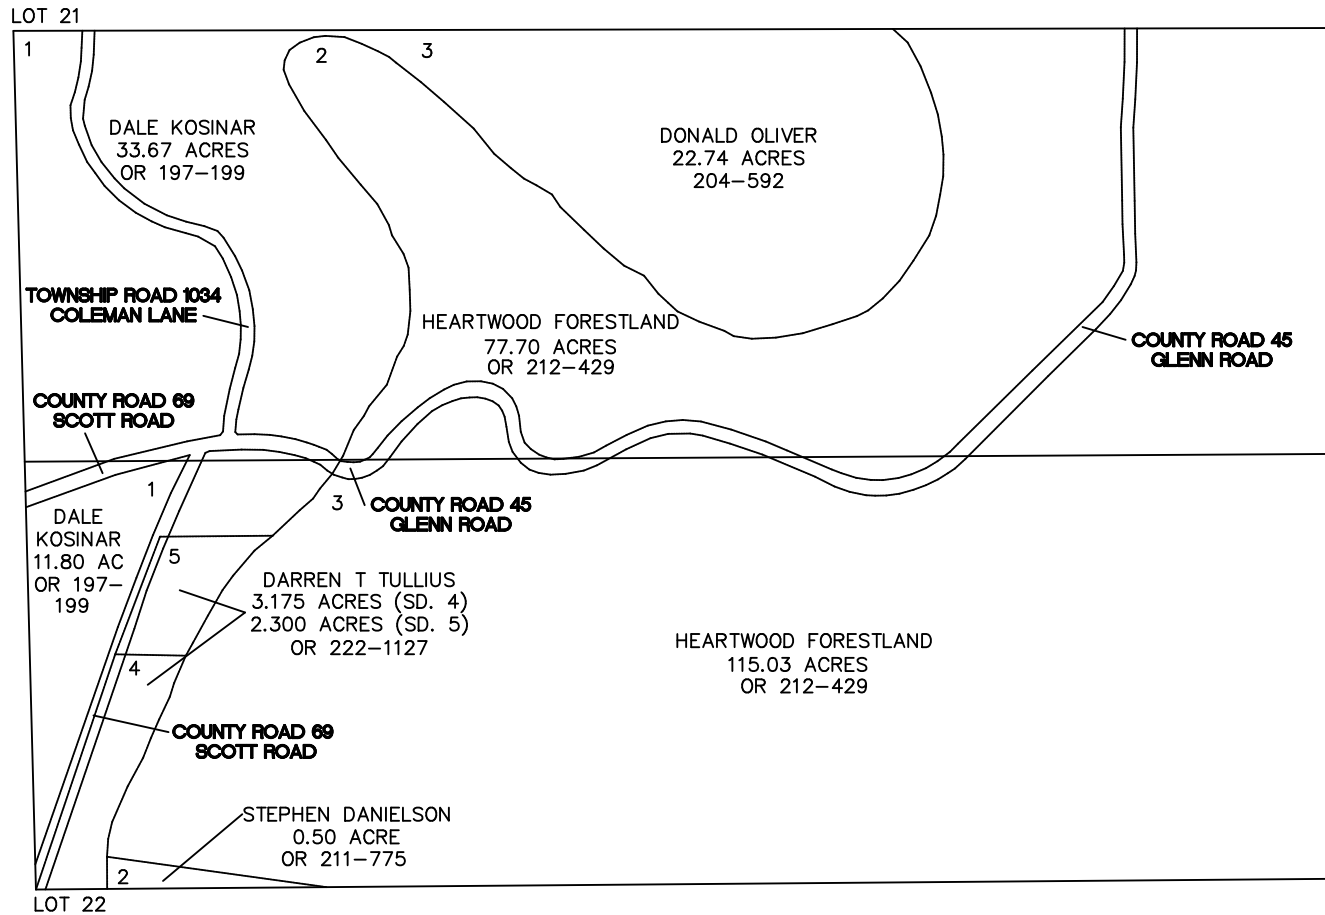 LOT 21
1
2
3
DALE KOSINAR
33.67 ACRES
OR 197-199
DONALD OLIVER
22.74 ACRES
204-592
TOWNSHIP ROAD 1034
COLEMAN LANE
HEARTWOOD FORESTLAND
77.70 ACRES
OR 212-429
COUNTY ROAD 45
GLENN ROAD
COUNTY ROAD 69
SCOTT ROAD
1
3
COUNTY ROAD 45
GLENN ROAD
DALE
KOSINAR
11.80 AC
OR 197-
199
5
DARREN T TULLIUS
3.175 ACRES (SD. 4)
2.300 ACRES (SD. 5)
OR 222-1127
4
HEARTWOOD FORESTLAND
115.03 ACRES
OR 212-429
COUNTY ROAD 69
SCOTT ROAD
STEPHEN DANIELSON
0.50 ACRE
OR 211-775
2
LOT 22